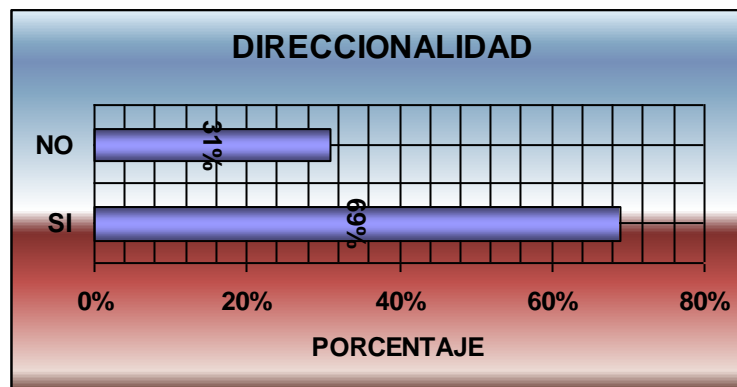 DIRECCIONALIDAD
NO
31%
SI
69%
0% 20% 40% 60% 80%
PORCENTAJE